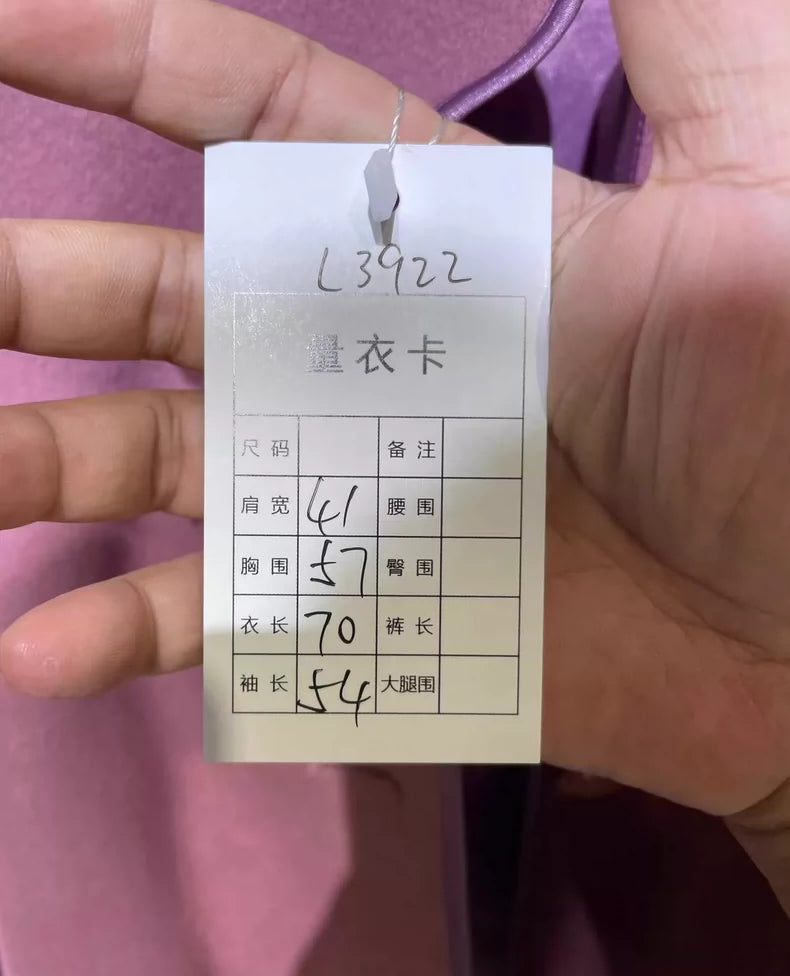 L3922
量衣卡
尺码 备注
肩宽 41 腰围
胸围 57 臀围
衣长 70 裤长
袖长 54 大腿围